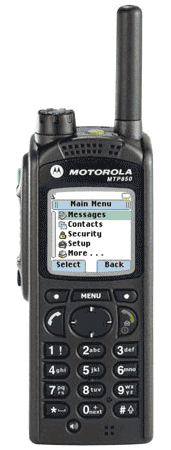 MOTOROLA
MTP850
Main Menu
Messages
Contacts
Security
Setup
More . . .
Select Back
MENU
1 2abc 3def
4ghi 5jkl 6mno
7pqrs 8tuv 9wxyz
* 0+next #